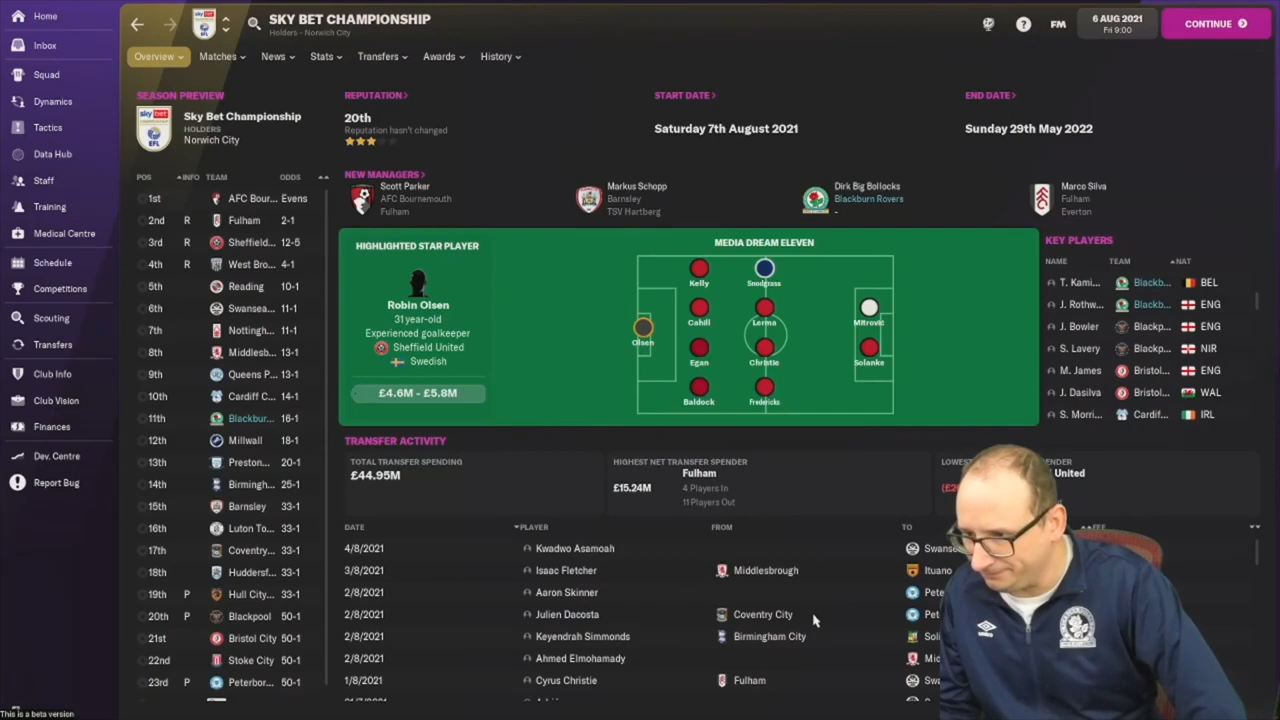 Home
Inbox
Squad
Dynamics
Tactics
Data Hub
Staff
Training
Medical Centre
Schedule
Competitions
Scouting
Transfers
Club Info
Club Vision
Finances
Dev. Centre
Report Bug
This is a beta version
SKY BET CHAMPIONSHIP
Holders - Norwich City
FM
6 AUG 2021
Fri 9:00
CONTINUE
Overview
Matches
News
Stats
Transfers
Awards
History
SEASON PREVIEW
Sky Bet Championship
HOLDERS
Norwich City
REPUTATION
20th
Reputation hasn't changed
START DATE
Saturday 7th August 2021
END DATE
Sunday 29th May 2022
NEW MANAGERS
Scott Parker
AFC Bournemouth
Fulham
Markus Schopp
Barnsley
TSV Hartberg
Dirk Big Bollocks
Blackburn Rovers
-
Marco Silva
Fulham
Everton
POS INFO TEAM ODDS
1st AFC Bour... Evens
2nd R Fulham 2-1
3rd R Sheffield... 12-5
4th R West Bro... 4-1
5th Reading 10-1
6th Swansea... 11-1
7th Nottingh... 11-1
8th Middlesb... 13-1
9th Queens P... 13-1
10th Cardiff C... 14-1
11th Blackbur... 16-1
12th Millwall 18-1
13th Preston... 20-1
14th Birmingh... 25-1
15th Barnsley 33-1
16th Luton To... 33-1
17th Coventry... 33-1
18th Huddersf... 33-1
19th P Hull City... 33-1
20th P Blackpool 50-1
21st Bristol City 50-1
22nd Stoke City 50-1
23rd P Peterbor... 50-1
HIGHLIGHTED STAR PLAYER
Robin Olsen
31 year-old
Experienced goalkeeper
Sheffield United
Swedish
£4.6M - £5.8M
MEDIA DREAM ELEVEN
Kelly
Snodgrass
Cahill
Lerma
Mitrović
Olsen
Egan
Christie
Solanke
Baldock
Fredericks
KEY PLAYERS
NAME TEAM NAT
T. Kami... Blackb... BEL
J. Rothw... Blackb... ENG
J. Bowler Blackp... ENG
S. Lavery Blackp... NIR
M. James Bristol... ENG
J. Dasilva Bristol... WAL
S. Morri... Cardif... IRL
TRANSFER ACTIVITY
TOTAL TRANSFER SPENDING
£44.95M
HIGHEST NET TRANSFER SPENDER
Fulham
£15.24M
4 Players In
11 Players Out
DATE PLAYER FROM TO
4/8/2021 Kwadwo Asamoah Swanse
3/8/2021 Isaac Fletcher Middlesbrough Ituano
2/8/2021 Aaron Skinner Pete
2/8/2021 Julien Dacosta Coventry City Pet
2/8/2021 Keyendrah Simmonds Birmingham City Soli
2/8/2021 Ahmed Elmohamady Mid
1/8/2021 Cyrus Christie Fulham Swa